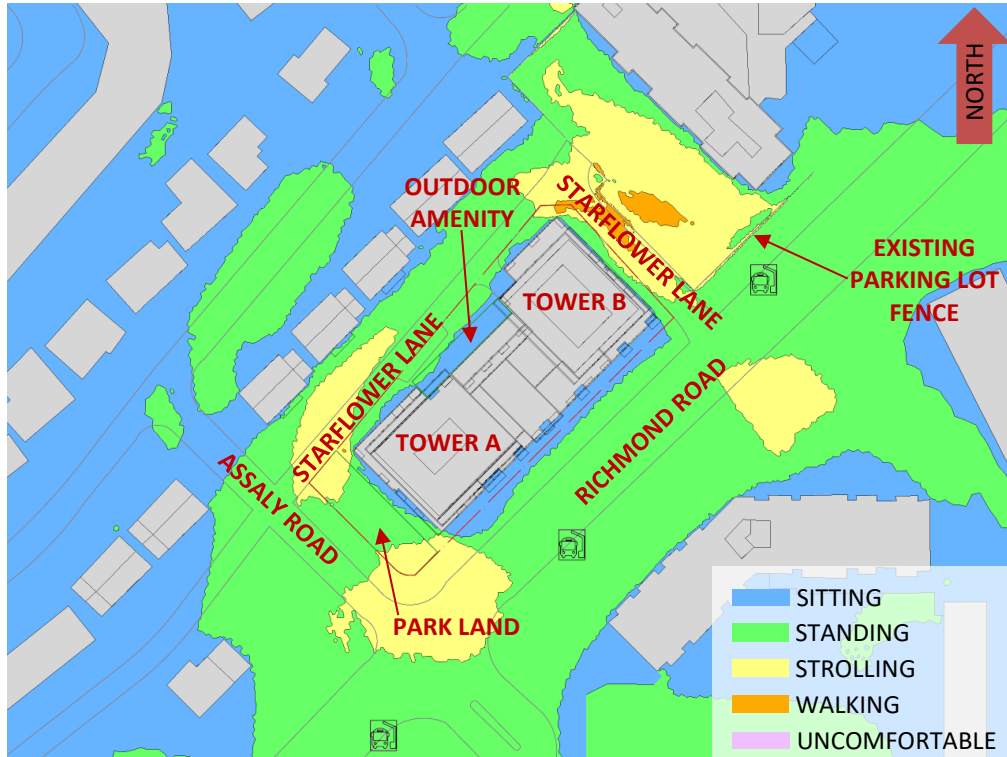 NORTH
OUTDOOR
AMENITY
STARFLOWER LANE
EXISTING
PARKING LOT
FENCE
TOWER B
STARFLOWER LANE
TOWER A
RICHMOND ROAD
ASSALY ROAD
PARK LAND
SITTING
STANDING
STROLLING
WALKING
UNCOMFORTABLE